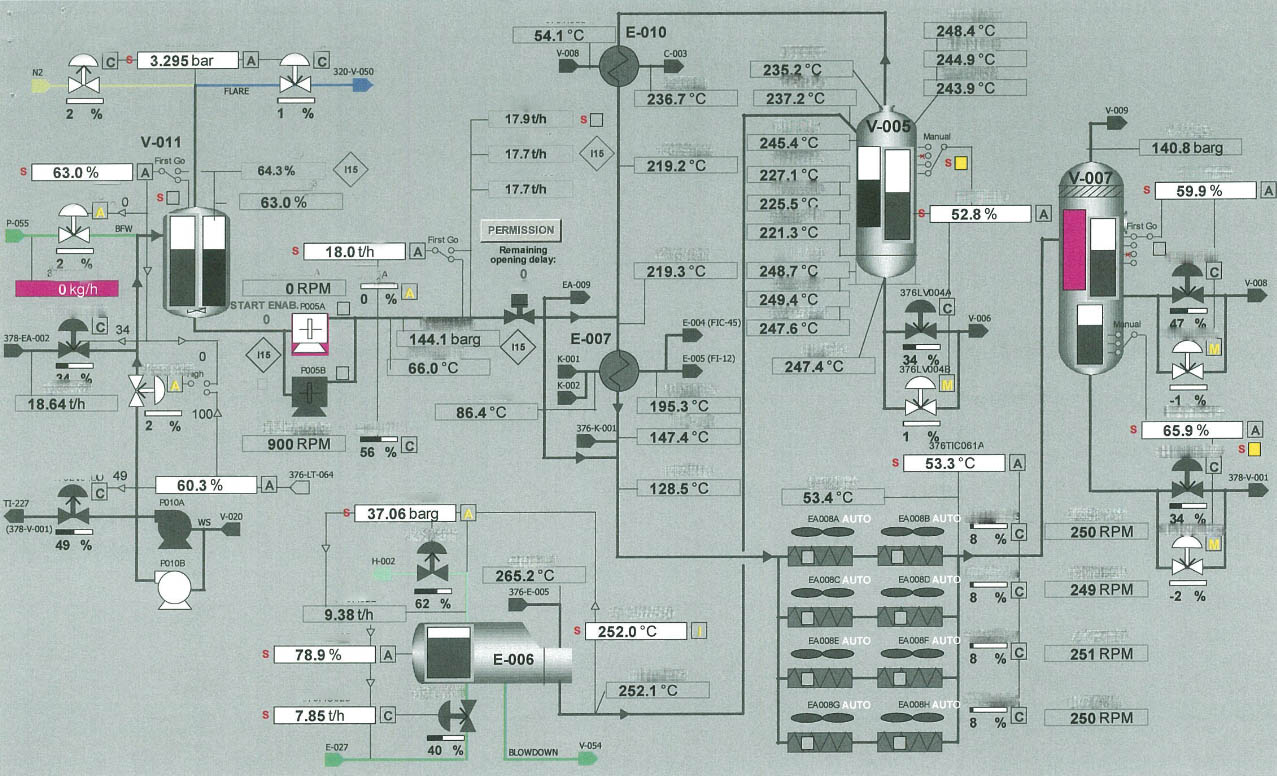 54.1 °C
E-010
V-008
C-003
236.7 °C
248.4 °C
244.9 °C
243.9 °C
235.2 °C
237.2 °C
N2
C
S
3.295 bar
A
C
320-V-050
FLARE
2 %
1 %
V-011
S
63.0 %
A
First Go
S
64.3 %
I15
63.0 %
17.9 t/h
S
17.7 t/h
I15
17.7 t/h
219.2 °C
245.4 °C
227.1 °C
225.5 °C
221.3 °C
248.7 °C
249.4 °C
247.6 °C
247.4 °C
V-005
Manual
S
S
52.8 %
A
V-009
140.8 barg
V-007
S
59.9 %
A
First Go
C
V-008
47 %
M
-1 %
Manual
S
65.9 %
A
S
C
378-V-001
34 %
M
-2 %
P-055
0
A
BFW
2 %
0 kg/h
34
C
378-EA-002
34 %
18.64 t/h
0
A
100
2 %
S
18.0 t/h
A
First Go
0 %
A
0 RPM
START ENAB.
0
P005A
I15
P005B
900 RPM
56 %
C
144.1 barg
66.0 °C
PERMISSION
Remaining
opening delay:
0
I15
EA-009
219.3 °C
E-007
E-004 (FIC-45)
E-005 (FI-12)
K-001
K-002
86.4 °C
195.3 °C
376-K-001
147.4 °C
128.5 °C
376LV004A
C
V-006
34 %
376LV004B
M
1 %
376TIC061A
S
53.3 °C
A
53.4 °C
49
C
60.3 %
A
376-LT-064
TI-227
(378-V-001)
49 %
P010A
WS
V-020
P010B
S
37.06 barg
A
H-002
62 %
265.2 °C
376-E-005
9.38 t/h
S
252.0 °C
I
S
78.9 %
A
E-006
252.1 °C
S
7.85 t/h
C
40 %
E-027
BLOWDOWN
V-054
EA008A AUTO
EA008B AUTO
8 %
C
250 RPM
EA008C AUTO
EA008D AUTO
8 %
C
249 RPM
EA008E AUTO
EA008F AUTO
8 %
C
251 RPM
EA008G AUTO
EA008H AUTO
8 %
C
250 RPM